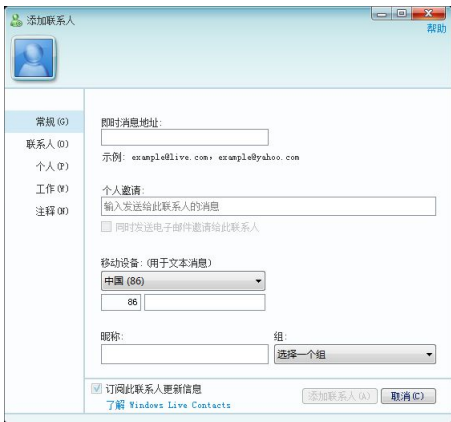 添加联系人
帮助
常规(G)
联系人(O)
个人(P)
工作(W)
注释(N)
即时消息地址:
示例: example@live.com, example@yahoo.com
个人邀请:
输入发送给此联系人的消息
同时发送电子邮件邀请给此联系人
移动设备: (用于文本消息)
中国 (86)
86
昵称:
组:
选择一个组
订阅此联系人更新信息
了解 Windows Live Contacts
添加联系人(A)
取消(C)